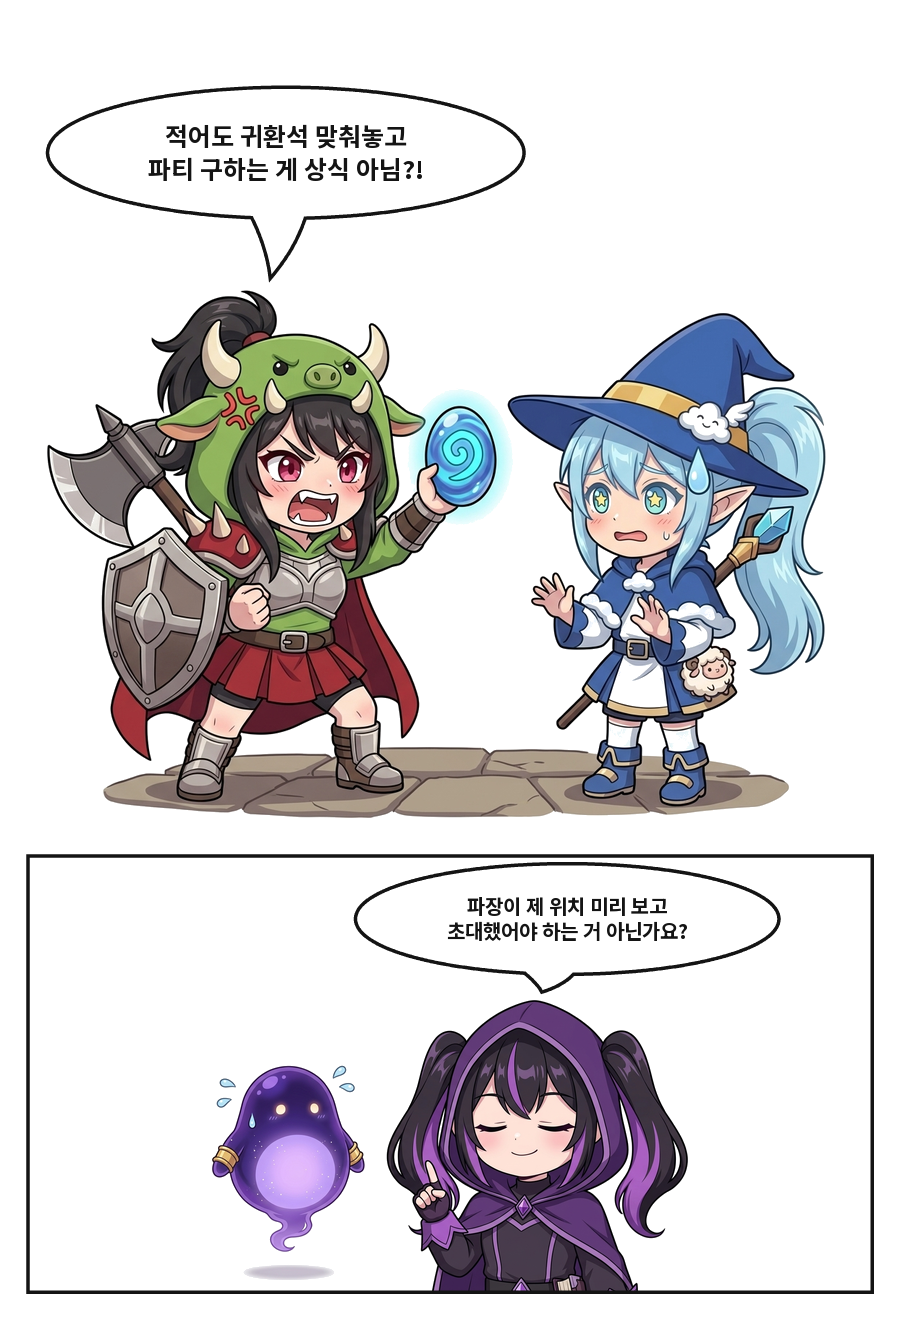 적어도 귀환석 맞춰놓고
파티 구하는 게 상식 아님?!
파장이 제 위치 미리 보고
초대했어야 하는 거 아닌가요?